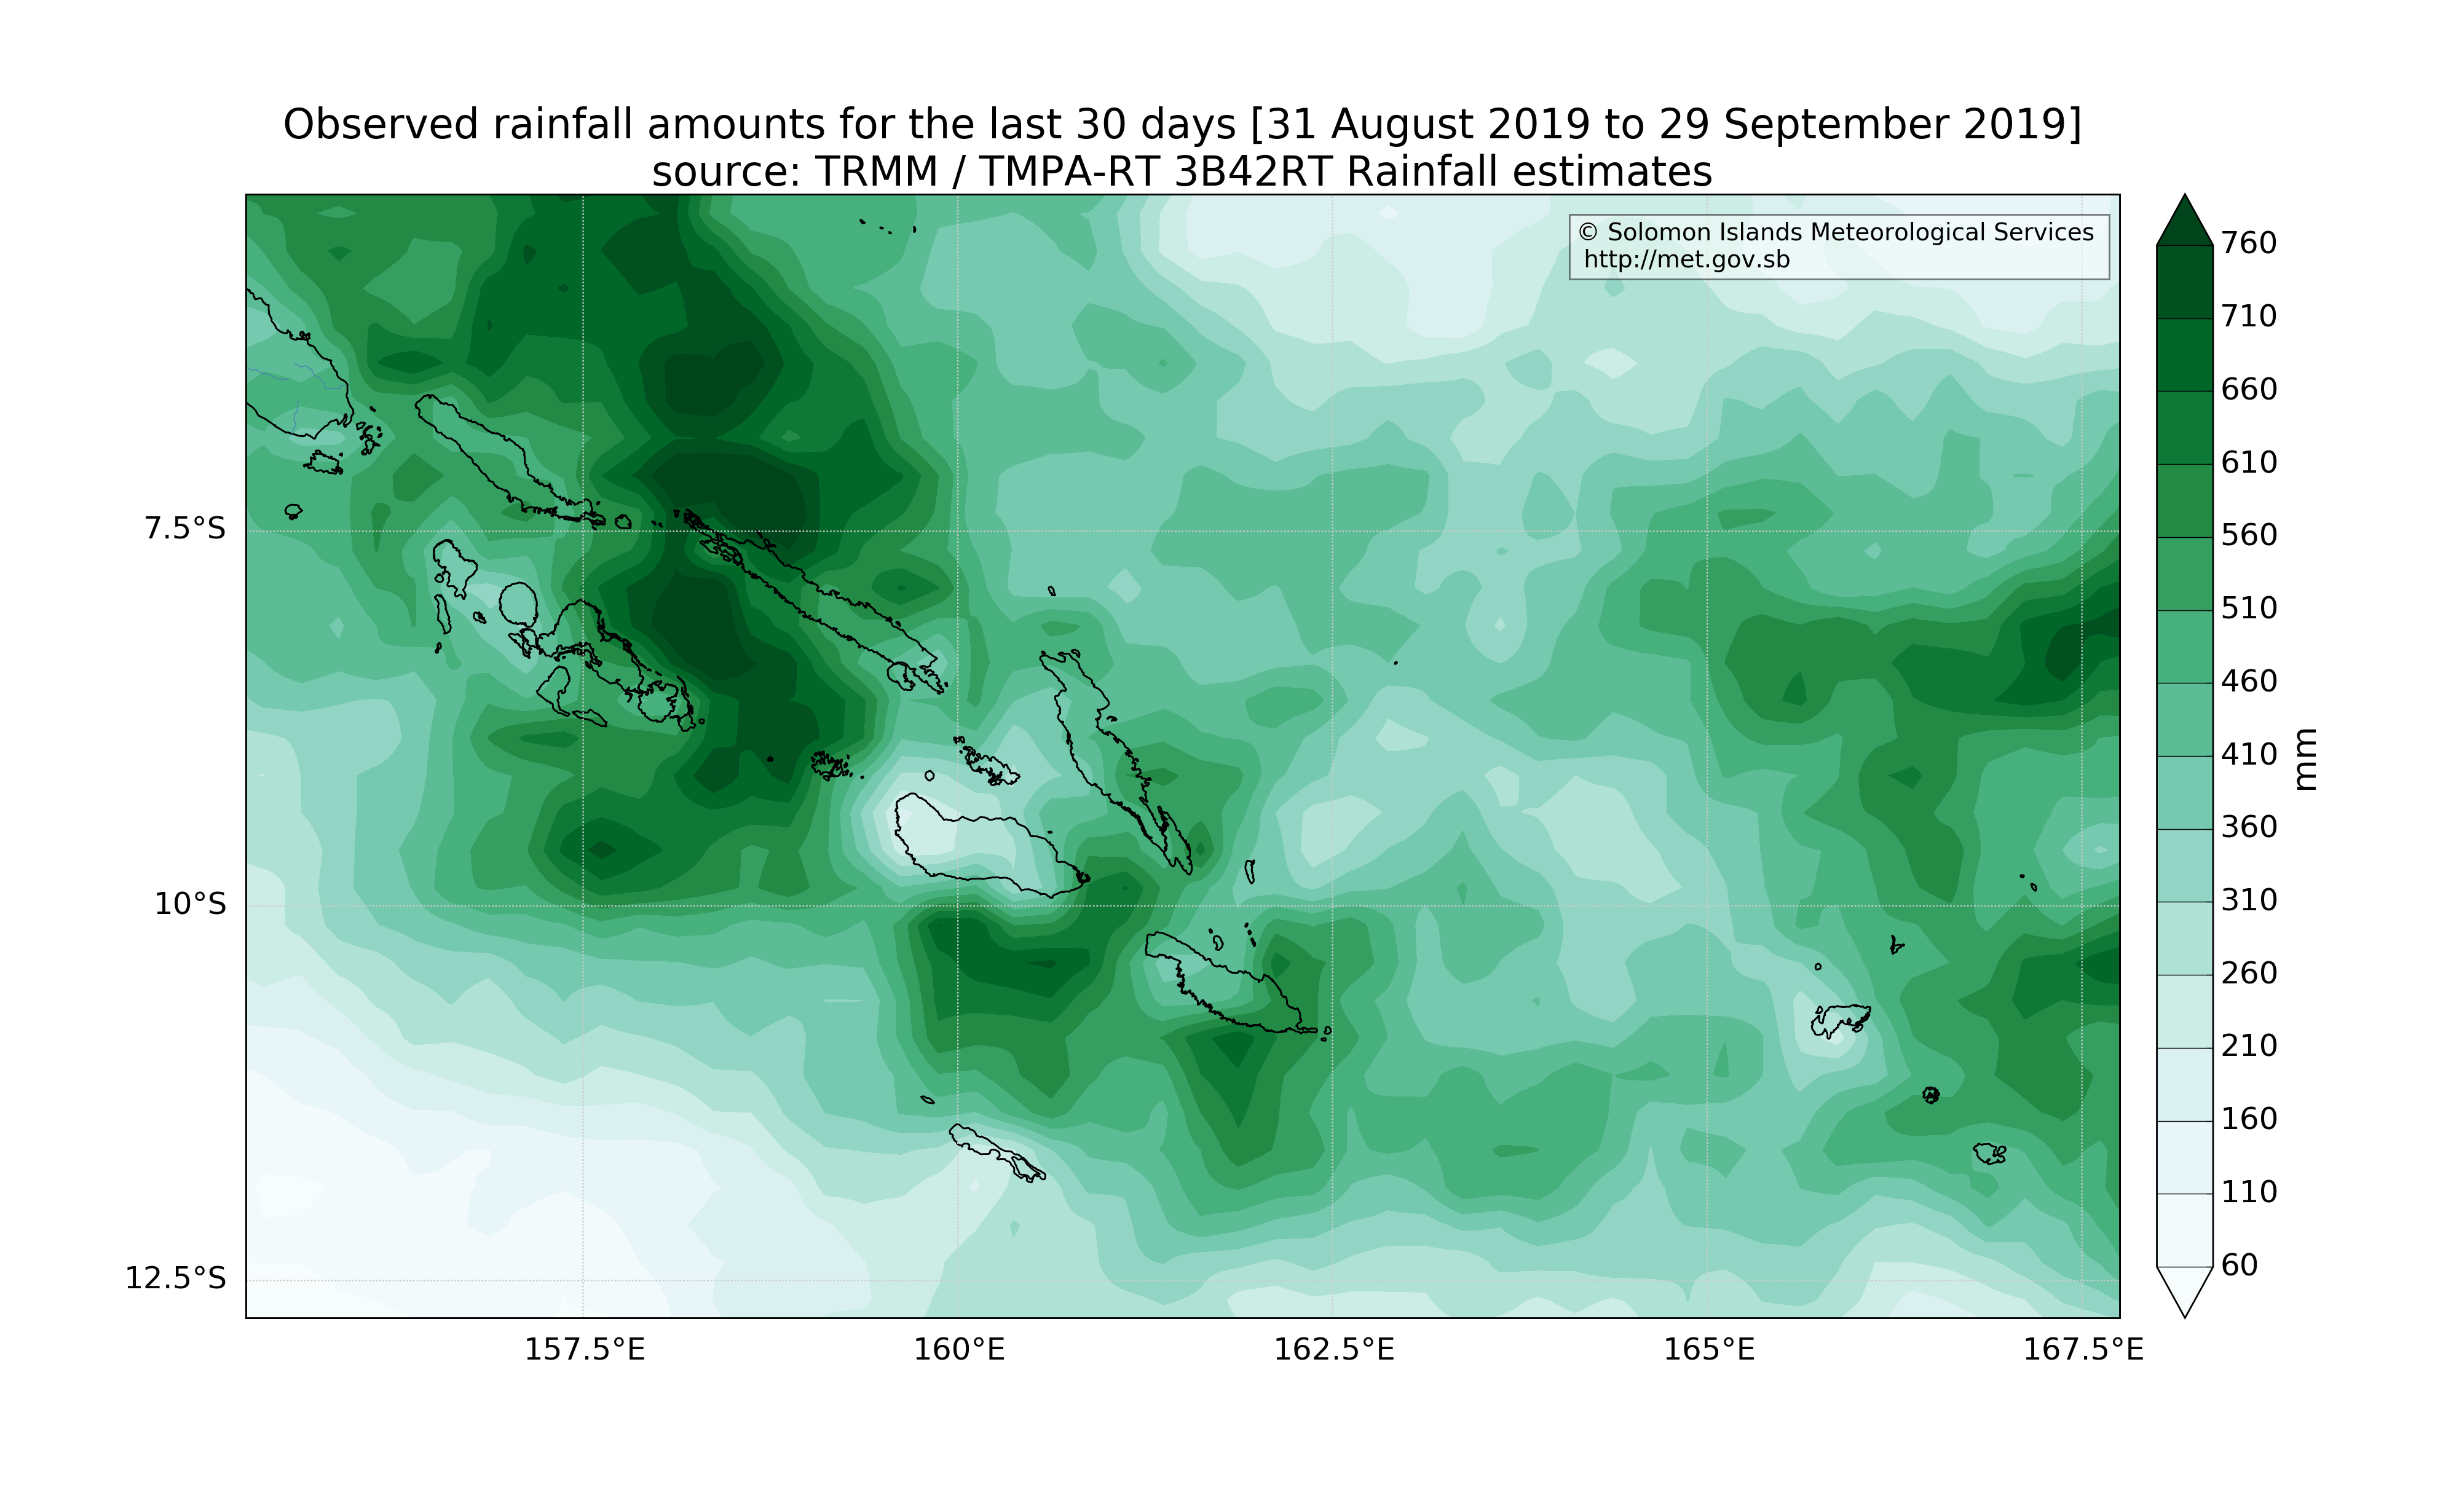 Observed rainfall amounts for the last 30 days [31 August 2019 to 29 September 2019]
source: TRMM / TMPA-RT 3B42RT Rainfall estimates
© Solomon Islands Meteorological Services
http://met.gov.sb
7.5°S
10°S
12.5°S
157.5°E
160°E
162.5°E
165°E
167.5°E
760
710
660
610
560
510
460
410
360
310
260
210
160
110
60
mm